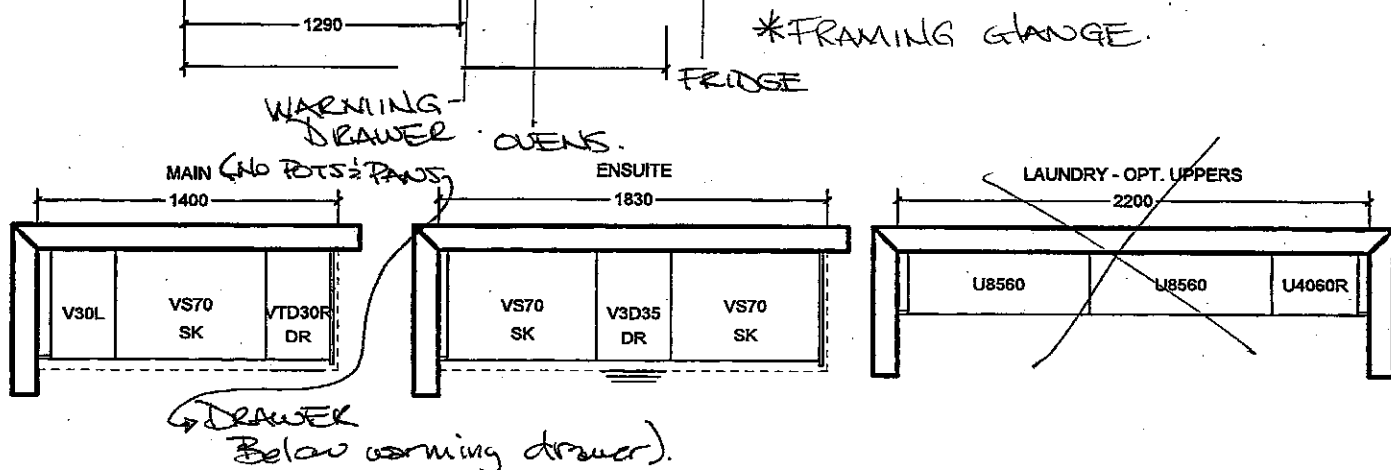 1290
*FRAMING CHANGE.
FRIDGE
WARMING
DRAWER
OVENS.
(NO POTS & PANS
DRAWER
Below warming drawer).
MAIN
1400
V30L
VS70
SK
VTD30R
DR
ENSUITE
1830
VS70
SK
V3D35
DR
VS70
SK
LAUNDRY - OPT. UPPERS
2200
U8560
U8560
U4060R